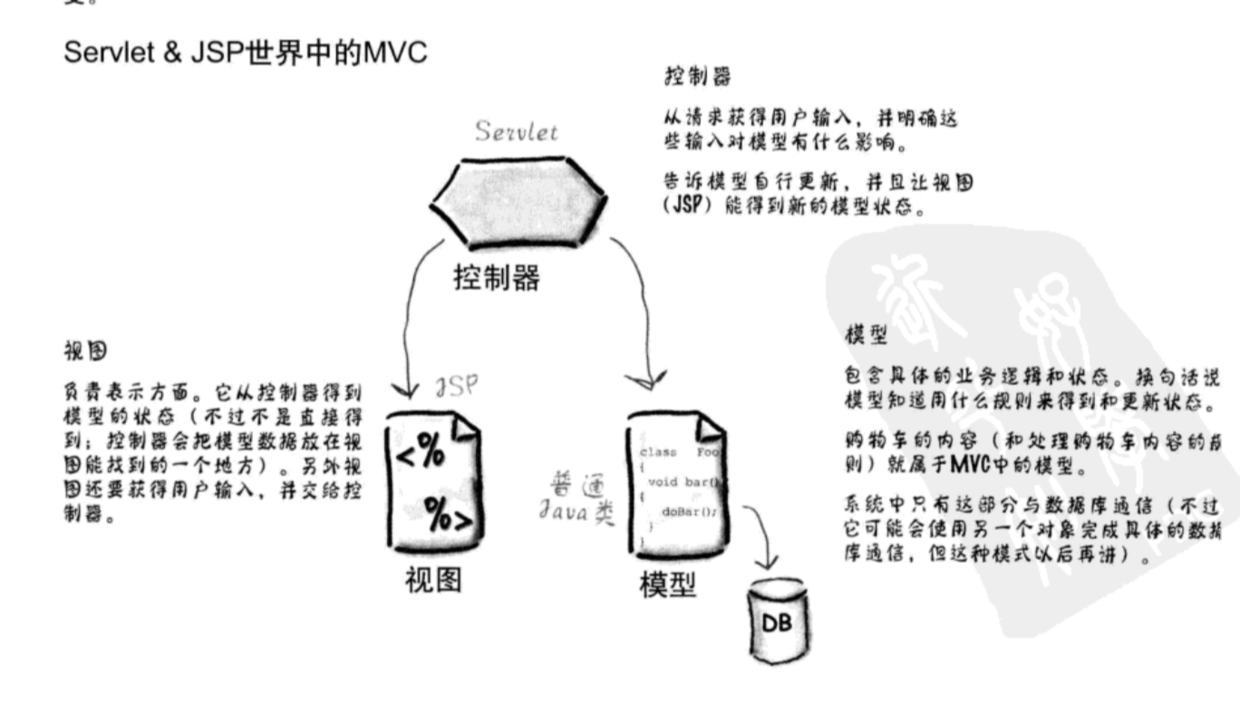 Servlet & JSP世界中的MVC
控制器
从请求获得用户输入，并明确这
些输入对模型有什么影响。
告诉模型自行更新，并且让视图
(JSP) 能得到新的模型状态。
Servlet
控制器
视图
负责表示方面。它从控制器得到
模型的状态（不过不是直接得
到；控制器会把模型数据放在视
图能找到的一个地方）。另外视
图还要获得用户输入，并交给控
制器。
JSP
<%
%>
视图
普通
Java类
class Foo
{
void bar()
{
doBar();
}
}
模型
DB
模型
包含具体的业务逻辑和状态。换句话说
模型知道用什么规则来得到和更新状态。
购物车的内容（和处理购物车内容的
则）就属于MVC中的模型。
系统中只有这部分与数据库通信（不过
它可能会使用另一个对象完成具体的数据
库通信，但这种模式以后再讲）。